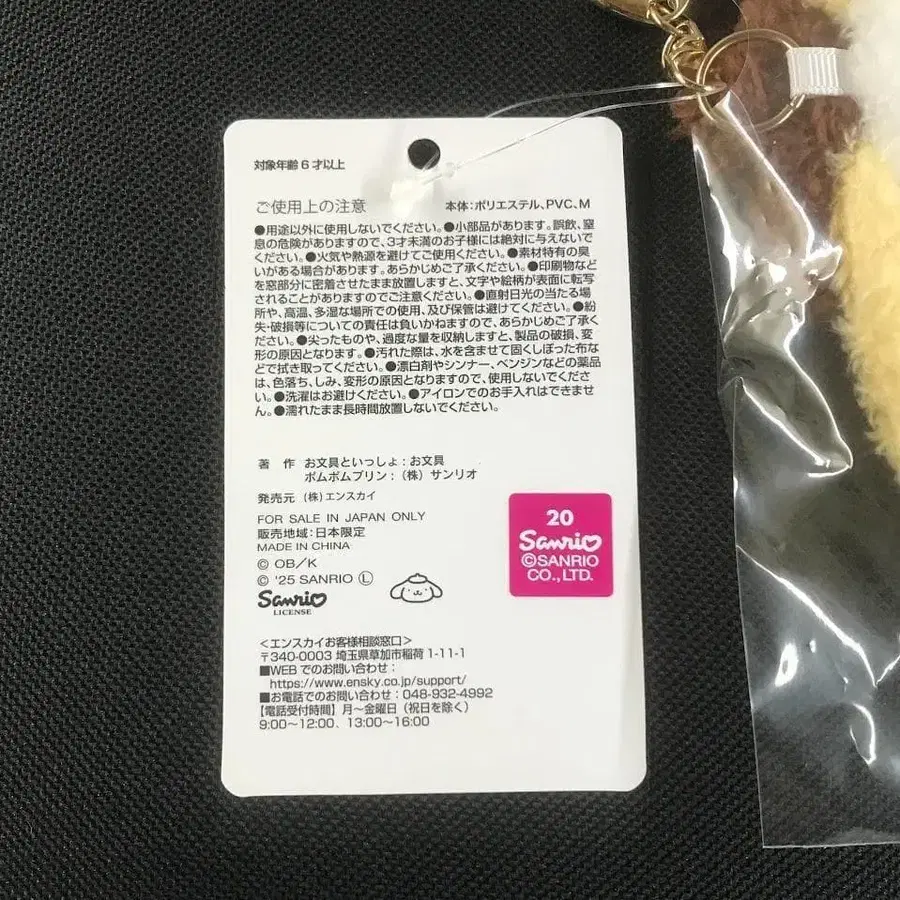 対象年齢6才以上
ご使用上の注意
本体:ポリエステル、PVC、M
●用途以外に使用しないでください。●小部品があります。誤飲、窒
息の危険がありますので、3才未満のお子様には絶対に与えないで
ください。●火気や熱源を避けてご使用ください。●素材特有の臭
いがある場合があります。あらかじめご了承ください。●印刷物など
を窓部分に密着させたまま放置しますと、文字や絵柄が表面に転写
されることがありますのでご注意ください。●直射日光の当たる場
所や、高温、多湿な場所での使用、及び保管は避けてください。●紛
失・破損等についての責任は負いかねますので、あらかじめご了承く
ださい。●尖ったものや、過度な量を収納しますと、製品の破損、変
形の原因となります。●汚れた際は、水を含ませて固くしぼった布な
どで拭き取ってください。●漂白剤やシンナー、ベンジンなどの薬品
は、色落ち、しみ、変形の原因となりますので、使用しないでくださ
い。●洗濯はお避けください。●アイロンでのお手入れはできませ
ん。●濡れたまま長時間放置しないでください。
著 作 お文具といっしょ:お文具
ポムポムプリン:(株)サンリオ
発売元 (株)エンスカイ
FOR SALE IN JAPAN ONLY
販売地域:日本限定
MADE IN CHINA
© OB/K
© '25 SANRIO Ⓛ
Sanrio
LICENSE
20
Sanrio
©SANRIO
CO.,LTD.
<エンスカイお客様相談窓口>
〒340-0003 埼玉県草加市稲荷 1-11-1
■WEBでのお問い合わせ:
https://www.ensky.co.jp/support/
■お電話でのお問い合わせ:048-932-4992
【電話受付時間】月〜金曜日(祝日を除く)
9:00〜12:00、13:00〜16:00